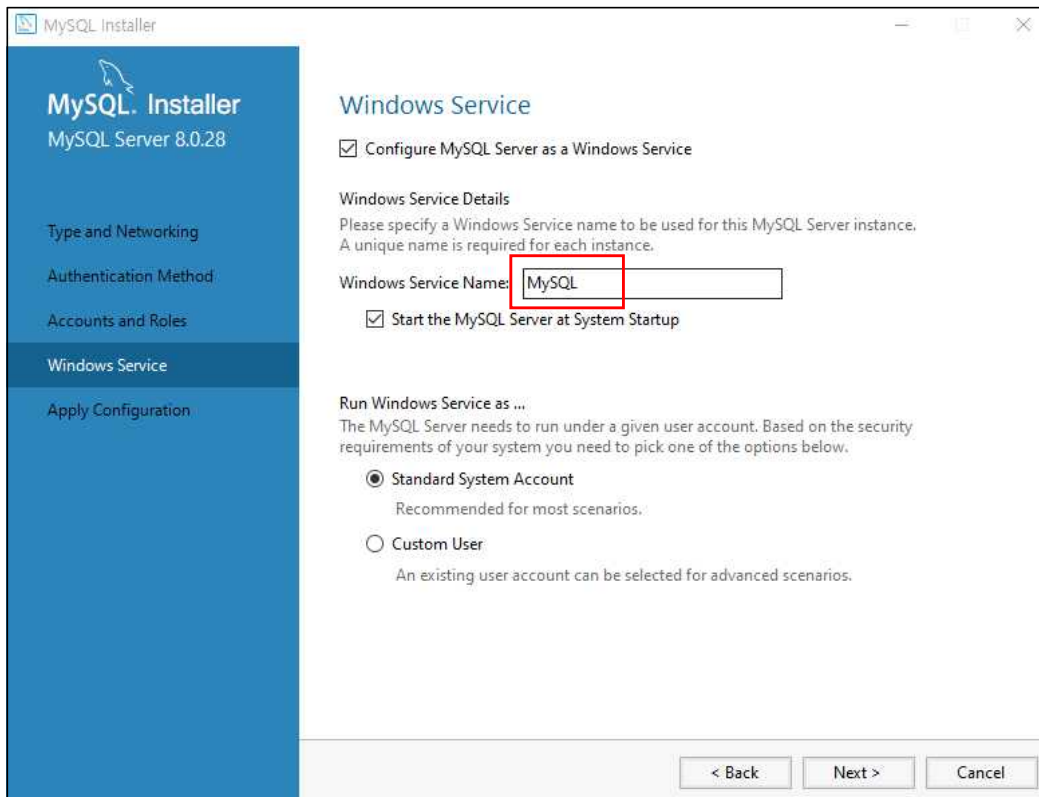 MySQL Installer
MySQL. Installer
MySQL Server 8.0.28
Type and Networking
Authentication Method
Accounts and Roles
Windows Service
Apply Configuration
Windows Service
Configure MySQL Server as a Windows Service
Windows Service Details
Please specify a Windows Service name to be used for this MySQL Server instance.
A unique name is required for each instance.
Windows Service Name: MySQL
Start the MySQL Server at System Startup
Run Windows Service as ...
The MySQL Server needs to run under a given user account. Based on the security
requirements of your system you need to pick one of the options below.
Standard System Account
Recommended for most scenarios.
Custom User
An existing user account can be selected for advanced scenarios.
< Back Next > Cancel